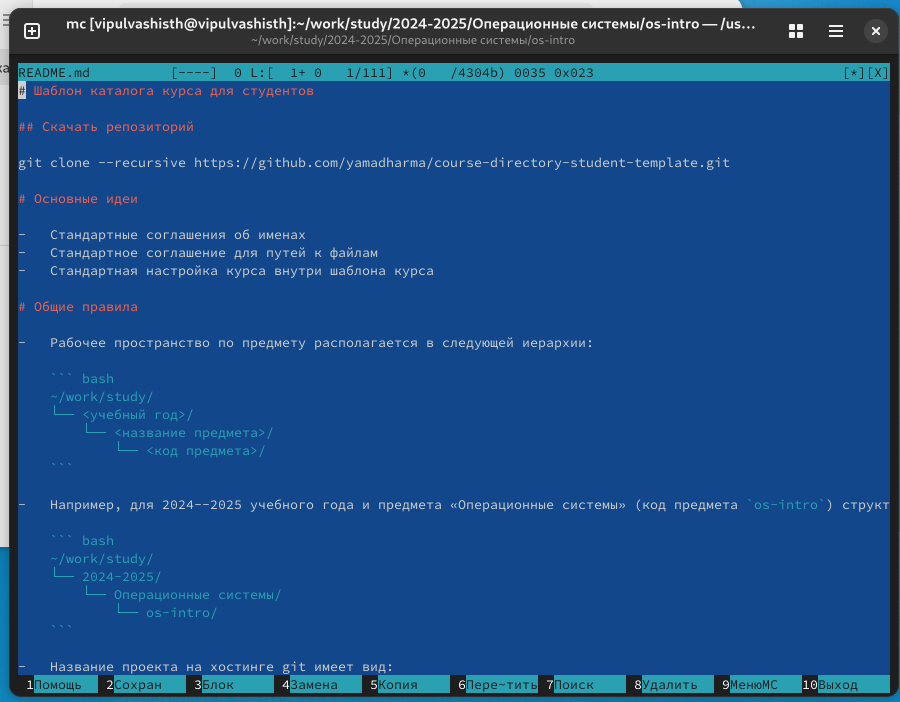 mc [vipulvashisth@vipulvashisth]:~/work/study/2024-2025/Операционные системы/os-intro — /us...
~/work/study/2024-2025/Операционные системы/os-intro
README.md [----] 0 L:[ 1+ 0 1/111] *(0 /4304b) 0035 0x023 [*][X]
# Шаблон каталога курса для студентов
## Скачать репозиторий
git clone --recursive https://github.com/yamadharma/course-directory-student-template.git
# Основные идеи
- Стандартные соглашения об именах
- Стандартное соглашение для путей к файлам
- Стандартная настройка курса внутри шаблона курса
# Общие правила
- Рабочее пространство по предмету располагается в следующей иерархии:
``` bash
~/work/study/
└── <учебный год>/
└── <название предмета>/
└── <код предмета>/
```
- Например, для 2024--2025 учебного года и предмета «Операционные системы» (код предмета `os-intro`) структ
``` bash
~/work/study/
└── 2024-2025/
└── Операционные системы/
└── os-intro/
```
- Название проекта на хостинге git имеет вид:
1Помощь 2Сохран 3Блок 4Замена 5Копия 6Пере~тить 7Поиск 8Удалить 9МенюMC 10Выход